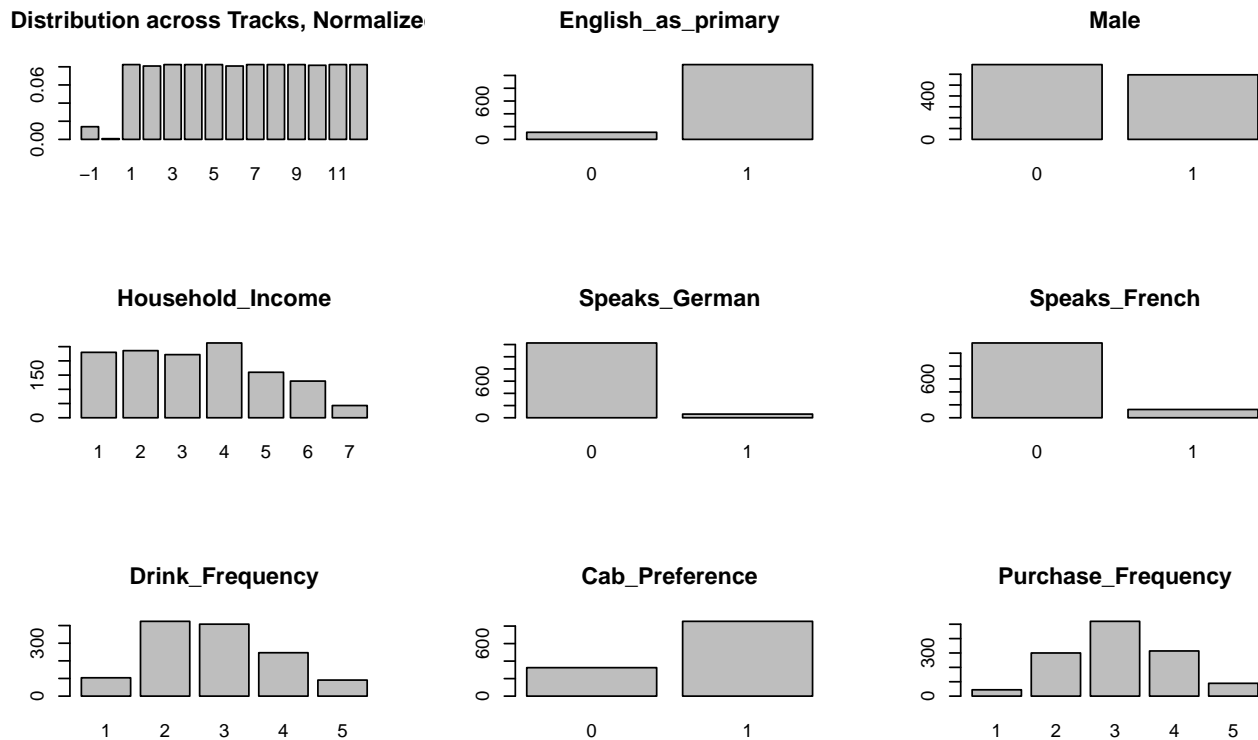 Distribution across Tracks, Normalized
0.00 0.06
−1 1 3 5 7 9 11
English_as_primary
0 600
0 1
Male
0 400
0 1
Household_Income
0 150
1 2 3 4 5 6 7
Speaks_German
0 600
0 1
Speaks_French
0 600
0 1
Drink_Frequency
0 300
1 2 3 4 5
Cab_Preference
0 600
0 1
Purchase_Frequency
0 300
1 2 3 4 5